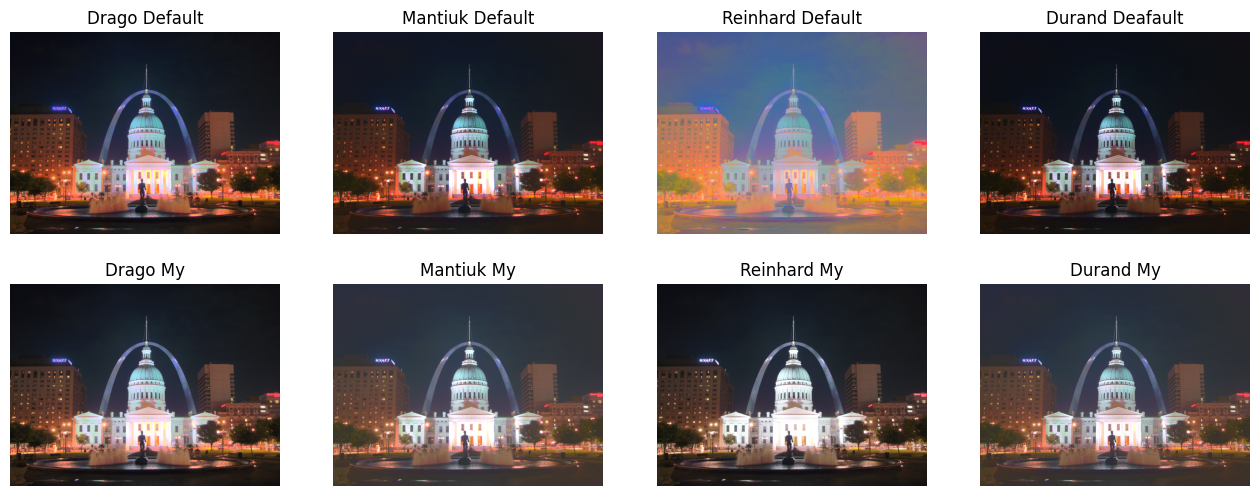 Drago Default
Mantiuk Default
Reinhard Default
Durand Deafault
Drago My
Mantiuk My
Reinhard My
Durand My